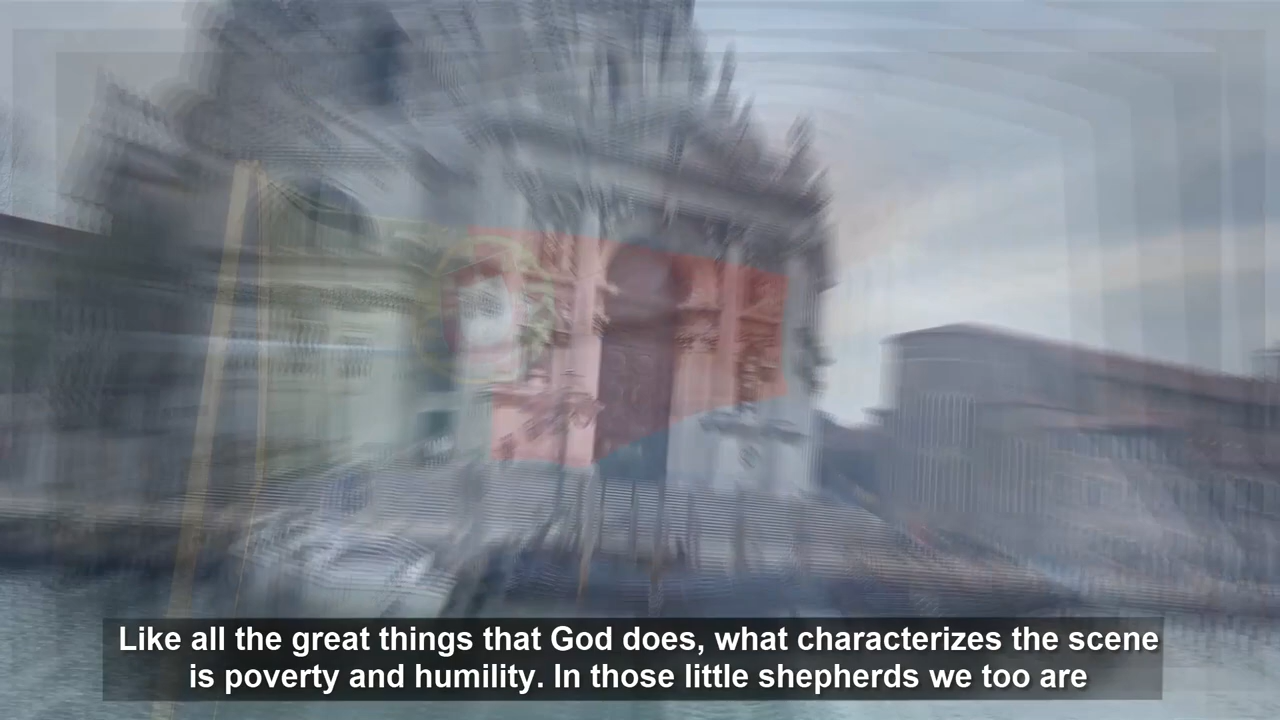 Like all the great things that God does, what characterizes the scene
is poverty and humility. In those little shepherds we too are